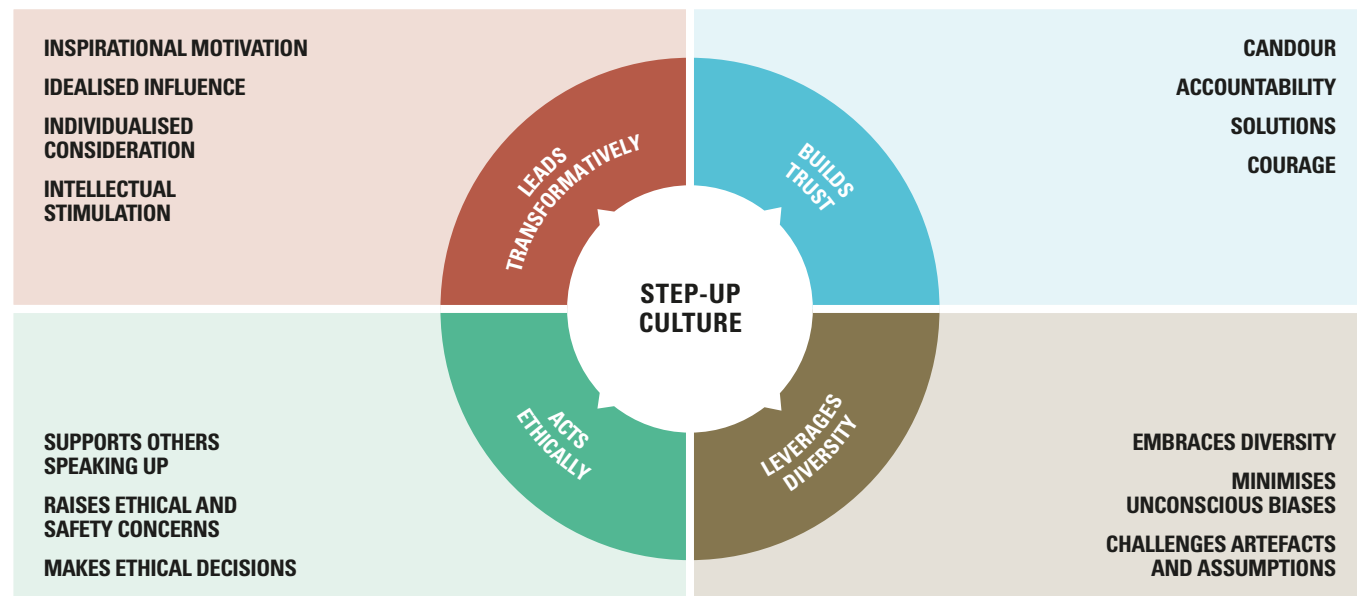 INSPIRATIONAL MOTIVATION
IDEALISED INFLUENCE
INDIVIDUALISED
CONSIDERATION
INTELLECTUAL
STIMULATION
LEADS
TRANSFORMATIVELY
BUILDS
TRUST
CANDOUR
ACCOUNTABILITY
SOLUTIONS
COURAGE
STEP-UP
CULTURE
SUPPORTS OTHERS
SPEAKING UP
RAISES ETHICAL AND
SAFETY CONCERNS
MAKES ETHICAL DECISIONS
ACTS
ETHICALLY
LEVERAGES
DIVERSITY
EMBRACES DIVERSITY
MINIMISES
UNCONSCIOUS BIASES
CHALLENGES ARTEFACTS
AND ASSUMPTIONS